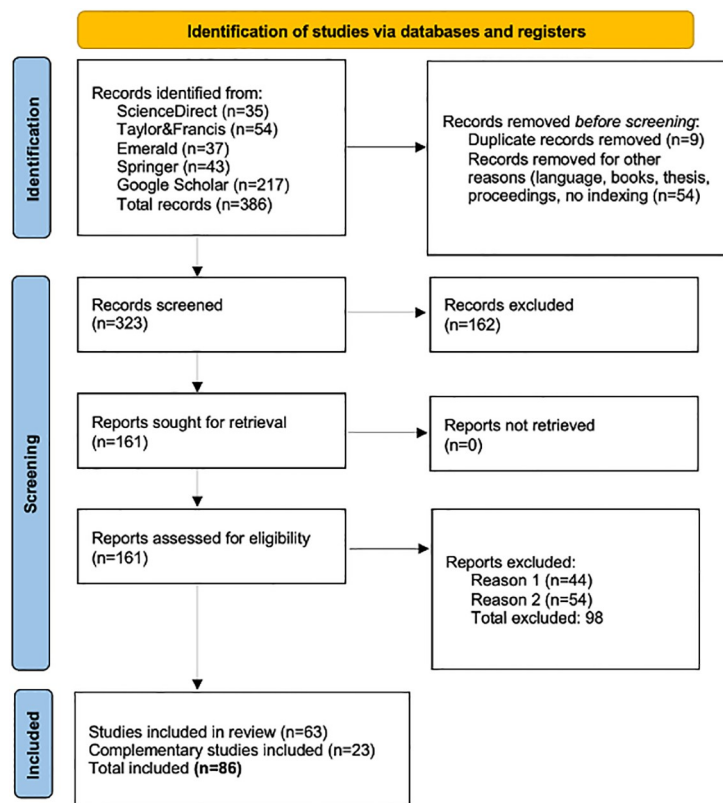 Identification of studies via databases and registers
Identification
Records identified from:
ScienceDirect (n=35)
Taylor&Francis (n=54)
Emerald (n=37)
Springer (n=43)
Google Scholar (n=217)
Total records (n=386)
Records removed before screening:
Duplicate records removed (n=9)
Records removed for other
reasons (language, books, thesis,
proceedings, no indexing (n=54)
Screening
Records screened
(n=323)
Records excluded
(n=162)
Reports sought for retrieval
(n=161)
Reports not retrieved
(n=0)
Reports assessed for eligibility
(n=161)
Reports excluded:
Reason 1 (n=44)
Reason 2 (n=54)
Total excluded: 98
Included
Studies included in review (n=63)
Complementary studies included (n=23)
Total included (n=86)